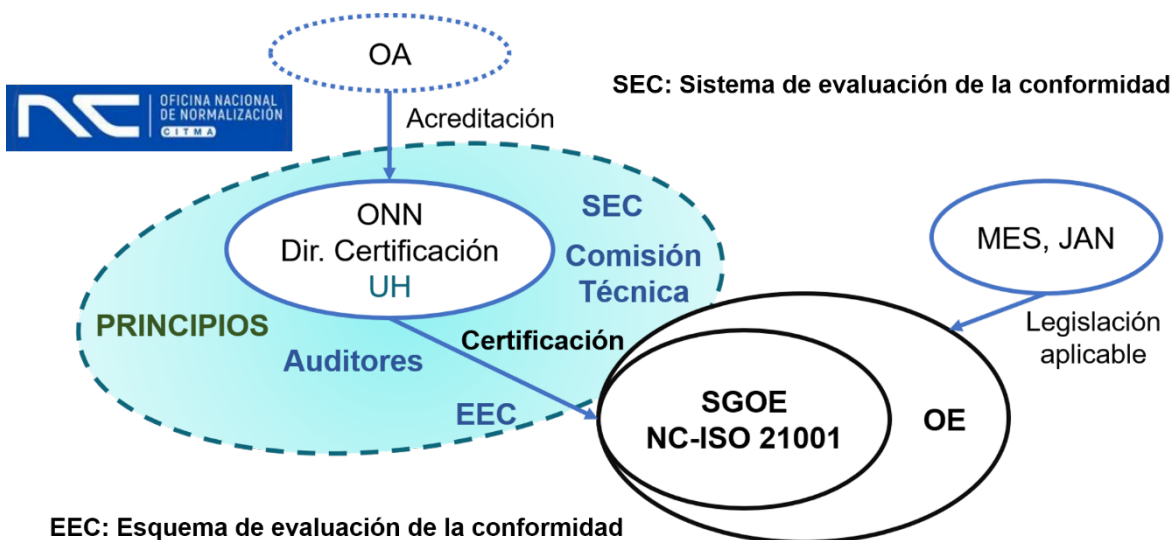 OA
SEC: Sistema de evaluación de la conformidad
NC
OFICINA NACIONAL
DE NORMALIZACIÓN
CITMA
Acreditación
ONN
Dir. Certificación
UH
SEC
Comisión
Técnica
MES, JAN
PRINCIPIOS
Certificación
Legislación
aplicable
Auditores
EEC
SGOE
NC-ISO 21001
OE
EEC: Esquema de evaluación de la conformidad